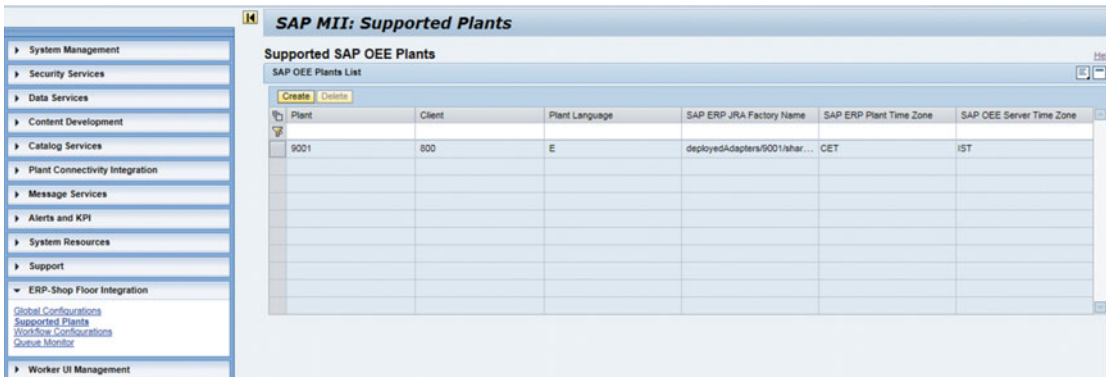 SAP MII: Supported Plants
System Management
Security Services
Data Services
Content Development
Catalog Services
Plant Connectivity Integration
Message Services
Alerts and KPI
System Resources
Support
ERP-Shop Floor Integration
Global Configurations
Supported Plants
Workflow Configurations
Queue Monitor
Worker UI Management
Supported SAP OEE Plants
Hel
SAP OEE Plants List
Create Delete
Plant Client Plant Language SAP ERP JRA Factory Name SAP ERP Plant Time Zone SAP OEE Server Time Zone
9001 800 E deployedAdapters/9001/shar... CET IST